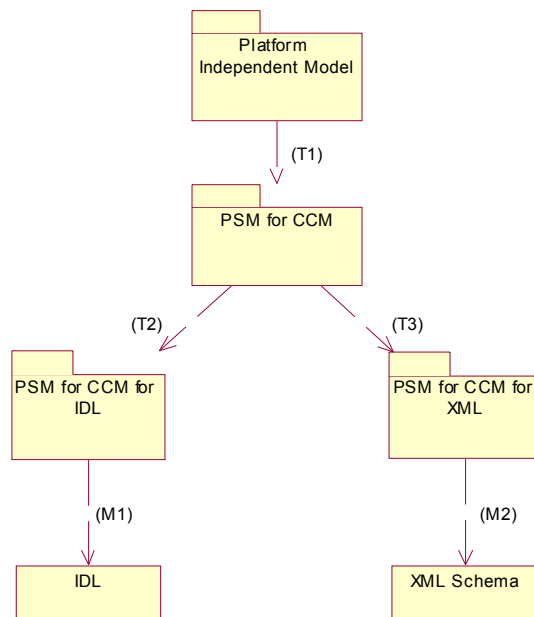 Platform
Independent Model
(T1)
PSM for CCM
(T2)
(T3)
PSM for CCM for
IDL
PSM for CCM for
XML
(M1)
(M2)
IDL
XML Schema